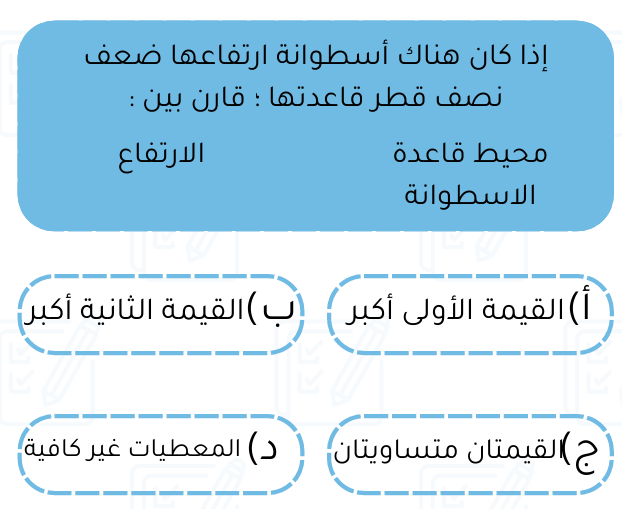 إذا كان هناك أسطوانة ارتفاعها ضعف
نصف قطر قاعدتها ؛ قارن بين :
محيط قاعدة الارتفاع
الاسطوانة
أ) القيمة الأولى أكبر
ب) القيمة الثانية أكبر
ج) القيمتان متساويتان
د) المعطيات غير كافية